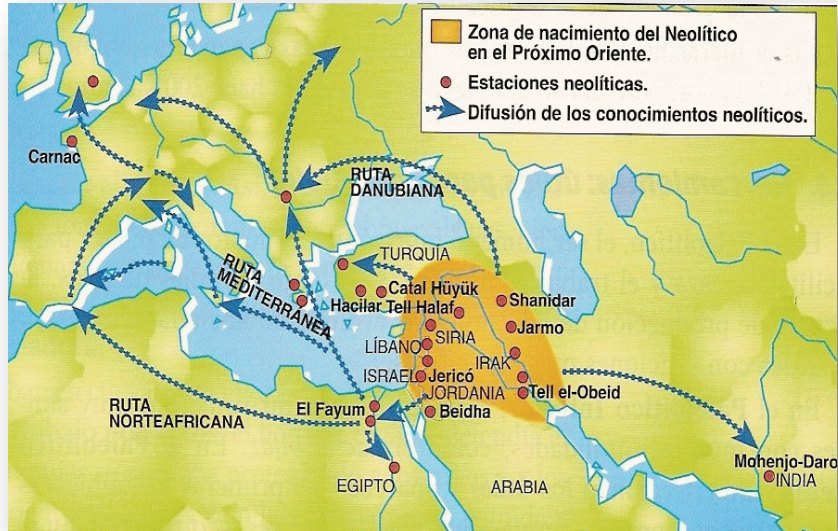 Zona de nacimiento del Neolítico
en el Próximo Oriente.
Estaciones neolíticas.
Difusión de los conocimientos neolíticos.
Carnac
RUTA
DANUBIANA
RUTA
MEDITERRÁNEA
TURQUÍA
Catal Hüyük
Hacilar
Tell Halaf
Shanidar
Jarmo
SIRIA
LÍBANO
IRAK
ISRAEL
Jericó
JORDANIA
Tell el-Obeid
Beidha
El Fayum
RUTA
NORTEAFRICANA
EGIPTO
ARABIA
Mohenjo-Daro
INDIA